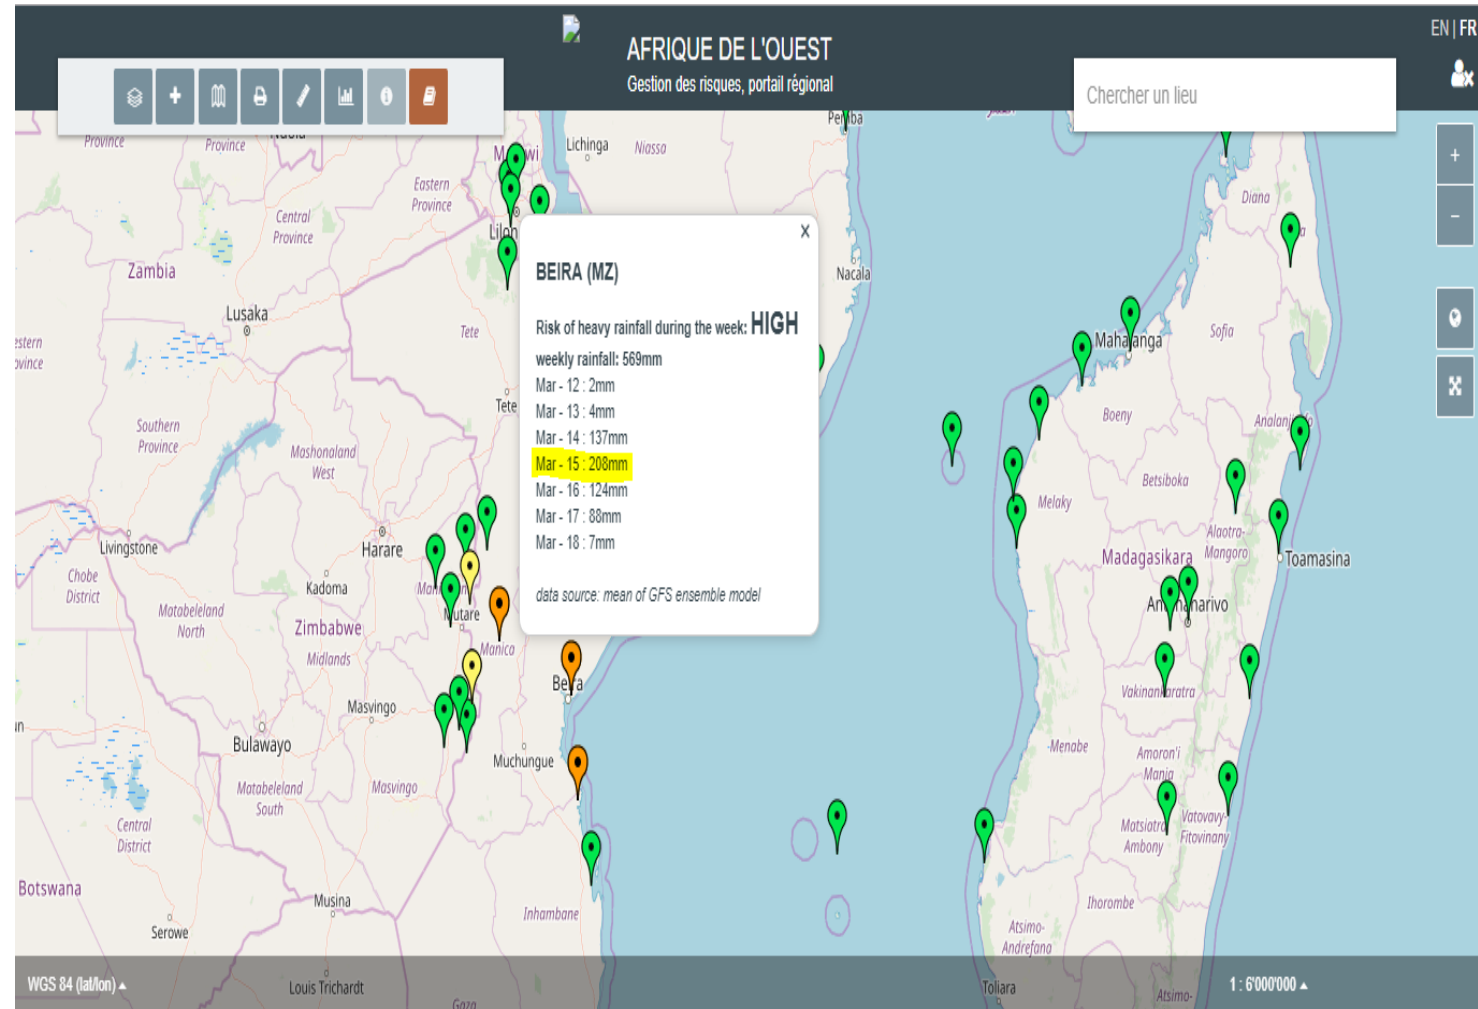 EN | FR
AFRIQUE DE L'OUEST
Gestion des risques, portail régional
Chercher un lieu
Province
Province
Lichinga
Niassa
Eastern
Province
Central
Province
Diana
Zambia
Nacala
Lusaka
Tete
Sofia
BEIRA (MZ)
Risk of heavy rainfall during the week: HIGH
weekly rainfall: 569mm
Mar - 12 : 2mm
Mar - 13 : 4mm
Mar - 14 : 137mm
Mar - 15 : 208mm
Mar - 16 : 124mm
Mar - 17 : 88mm
Mar - 18 : 7mm
data source: mean of GFS ensemble model
Tete
Boeny
Southern
Province
Mashonaland
West
Betsiboka
Melaky
Alaotra-
Mangoro
Livingstone
Harare
Madagasikara
Toamasina
Chobe
District
Kadoma
Matabeleland
North
Zimbabwe
Manica
Midlands
Masvingo
Bulawayo
Muchungue
Menabe
Amoron'i
Mania
Matabeleland
South
Masvingo
Central
District
Matsiatra
Ambony
Vatovavy-
Fitovinany
Botswana
Musina
Inhambane
Ihorombe
Serowe
Atsimo-
Andrefana
WGS 84 (lat/lon)
Louis Trichardt
Gaza
Toliara
Atsimo-
1 : 6'000'000